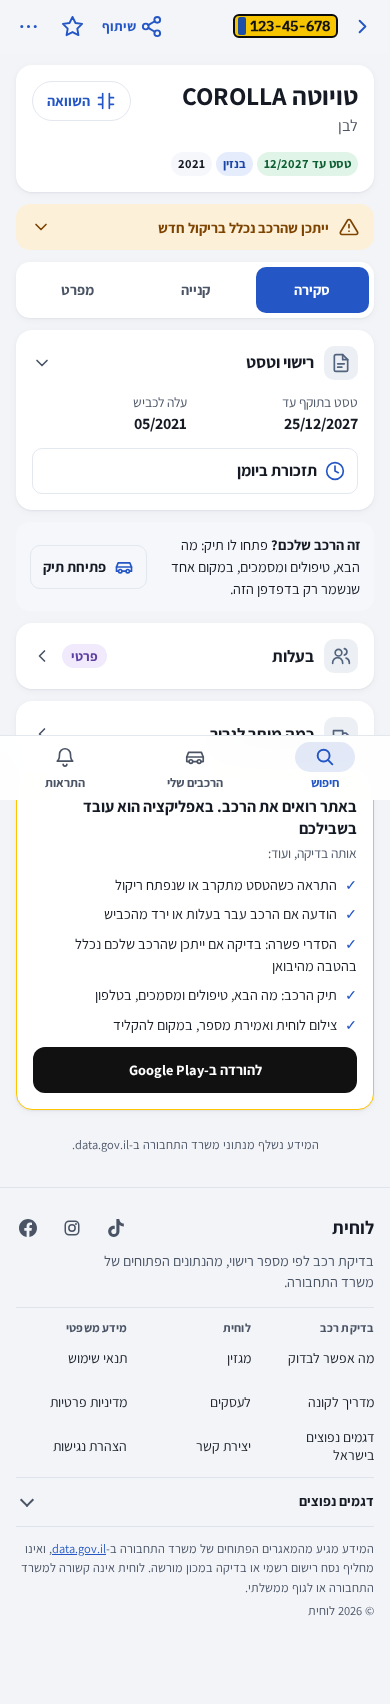 123-45-678
שיתוף
טויוטה COROLLA
לבן
השוואה
טסט עד 12/2027
בנזין
2021
ייתכן שהרכב נכלל בריקול חדש
סקירה
קנייה
מפרט
רישוי וטסט
טסט בתוקף עד
עלה לכביש
25/12/2027
05/2021
תזכורת ביומן
זה הרכב שלכם? פתחו לו תיק: מה
הבא, טיפולים ומסמכים, במקום אחד
שנשמר רק בדפדפן הזה.
פתיחת תיק
בעלות
פרטי
חיפוש
הרכבים שלי
התראות
באתר רואים את הרכב. באפליקציה הוא עובד
בשבילכם
אותה בדיקה, ועוד:
✓ התראה כשהטסט מתקרב או שנפתח ריקול
✓ הודעה אם הרכב עבר בעלות או ירד מהכביש
✓ הסדרי פשרה: בדיקה אם ייתכן שהרכב שלכם נכלל
בהטבה מהיבואן
✓ תיק הרכב: מה הבא, טיפולים ומסמכים, בטלפון
✓ צילום לוחית ואמירת מספר, במקום להקליד
להורדה ב-Google Play
המידע נשלף מנתוני משרד התחבורה ב-data.gov.il.
לוחית
בדיקת רכב לפי מספר רישוי, מהנתונים הפתוחים של
משרד התחבורה.
בדיקת רכב
לוחית
מידע משפטי
מה אפשר לבדוק
מגזין
תנאי שימוש
מדריך לקונה
לעסקים
מדיניות פרטיות
דגמים נפוצים
בישראל
יצירת קשר
הצהרת נגישות
דגמים נפוצים
המידע מגיע מהמאגרים הפתוחים של משרד התחבורה ב-data.gov.il, ואינו
מחליף נסח רישום רשמי או בדיקה במכון מורשה. לוחית אינה קשורה למשרד
התחבורה או לגוף ממשלתי.
© 2026 לוחית